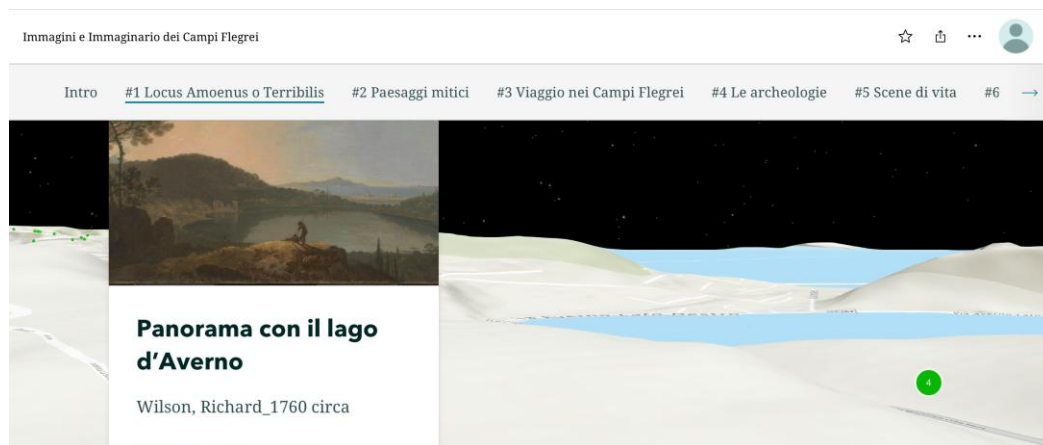 Immagini e Immaginario dei Campi Flegrei
Intro #1 Locus Amoenus o Terribilis #2 Paesaggi mitici #3 Viaggio nei Campi Flegrei #4 Le archeologie #5 Scene di vita #6
Panorama con il lago
d'Averno
Wilson, Richard_1760 circa
4